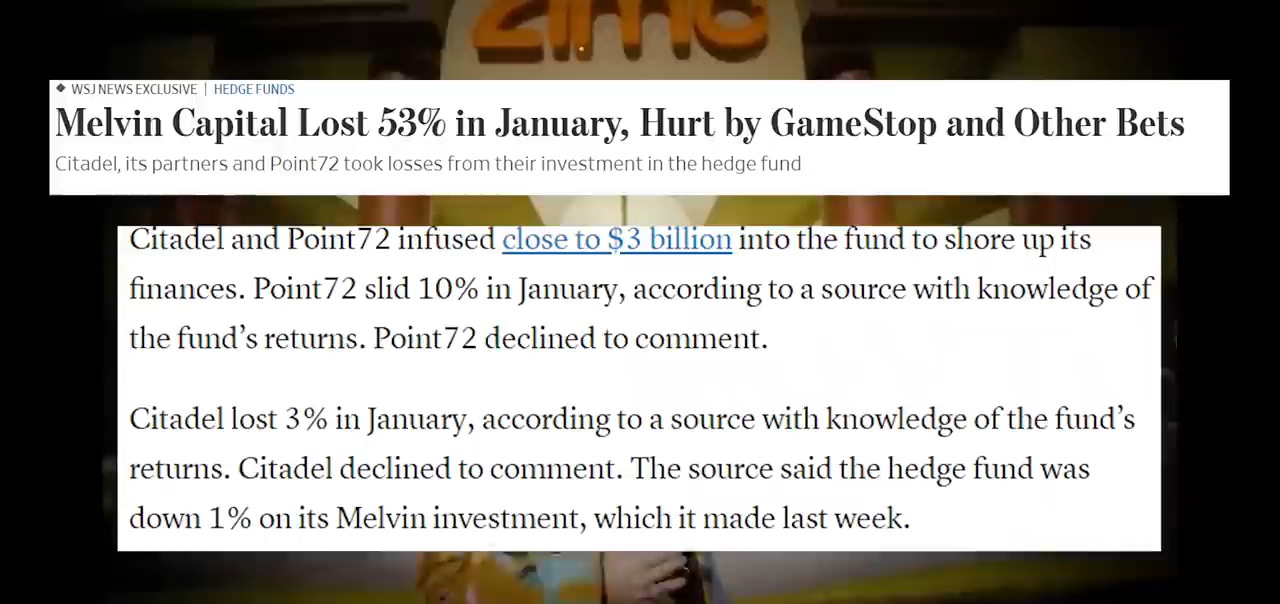 amc
◆ WSJ NEWS EXCLUSIVE | HEDGE FUNDS
Melvin Capital Lost 53% in January, Hurt by GameStop and Other Bets
Citadel, its partners and Point72 took losses from their investment in the hedge fund
Citadel and Point72 infused close to $3 billion into the fund to shore up its
finances. Point72 slid 10% in January, according to a source with knowledge of
the fund’s returns. Point72 declined to comment.
Citadel lost 3% in January, according to a source with knowledge of the fund’s
returns. Citadel declined to comment. The source said the hedge fund was
down 1% on its Melvin investment, which it made last week.